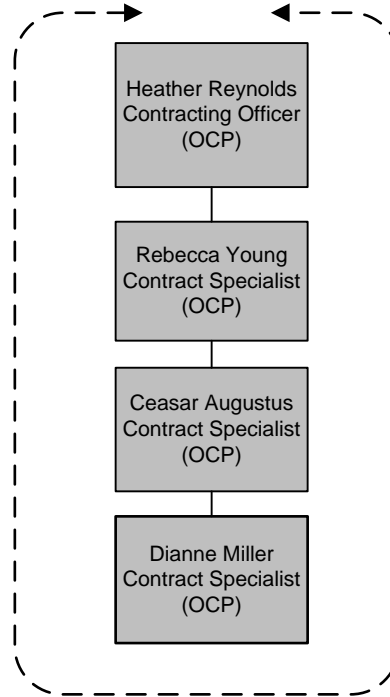 Heather Reynolds
Contracting Officer
(OCP)
Rebecca Young
Contract Specialist
(OCP)
Ceasar Augustus
Contract Specialist
(OCP)
Dianne Miller
Contract Specialist
(OCP)